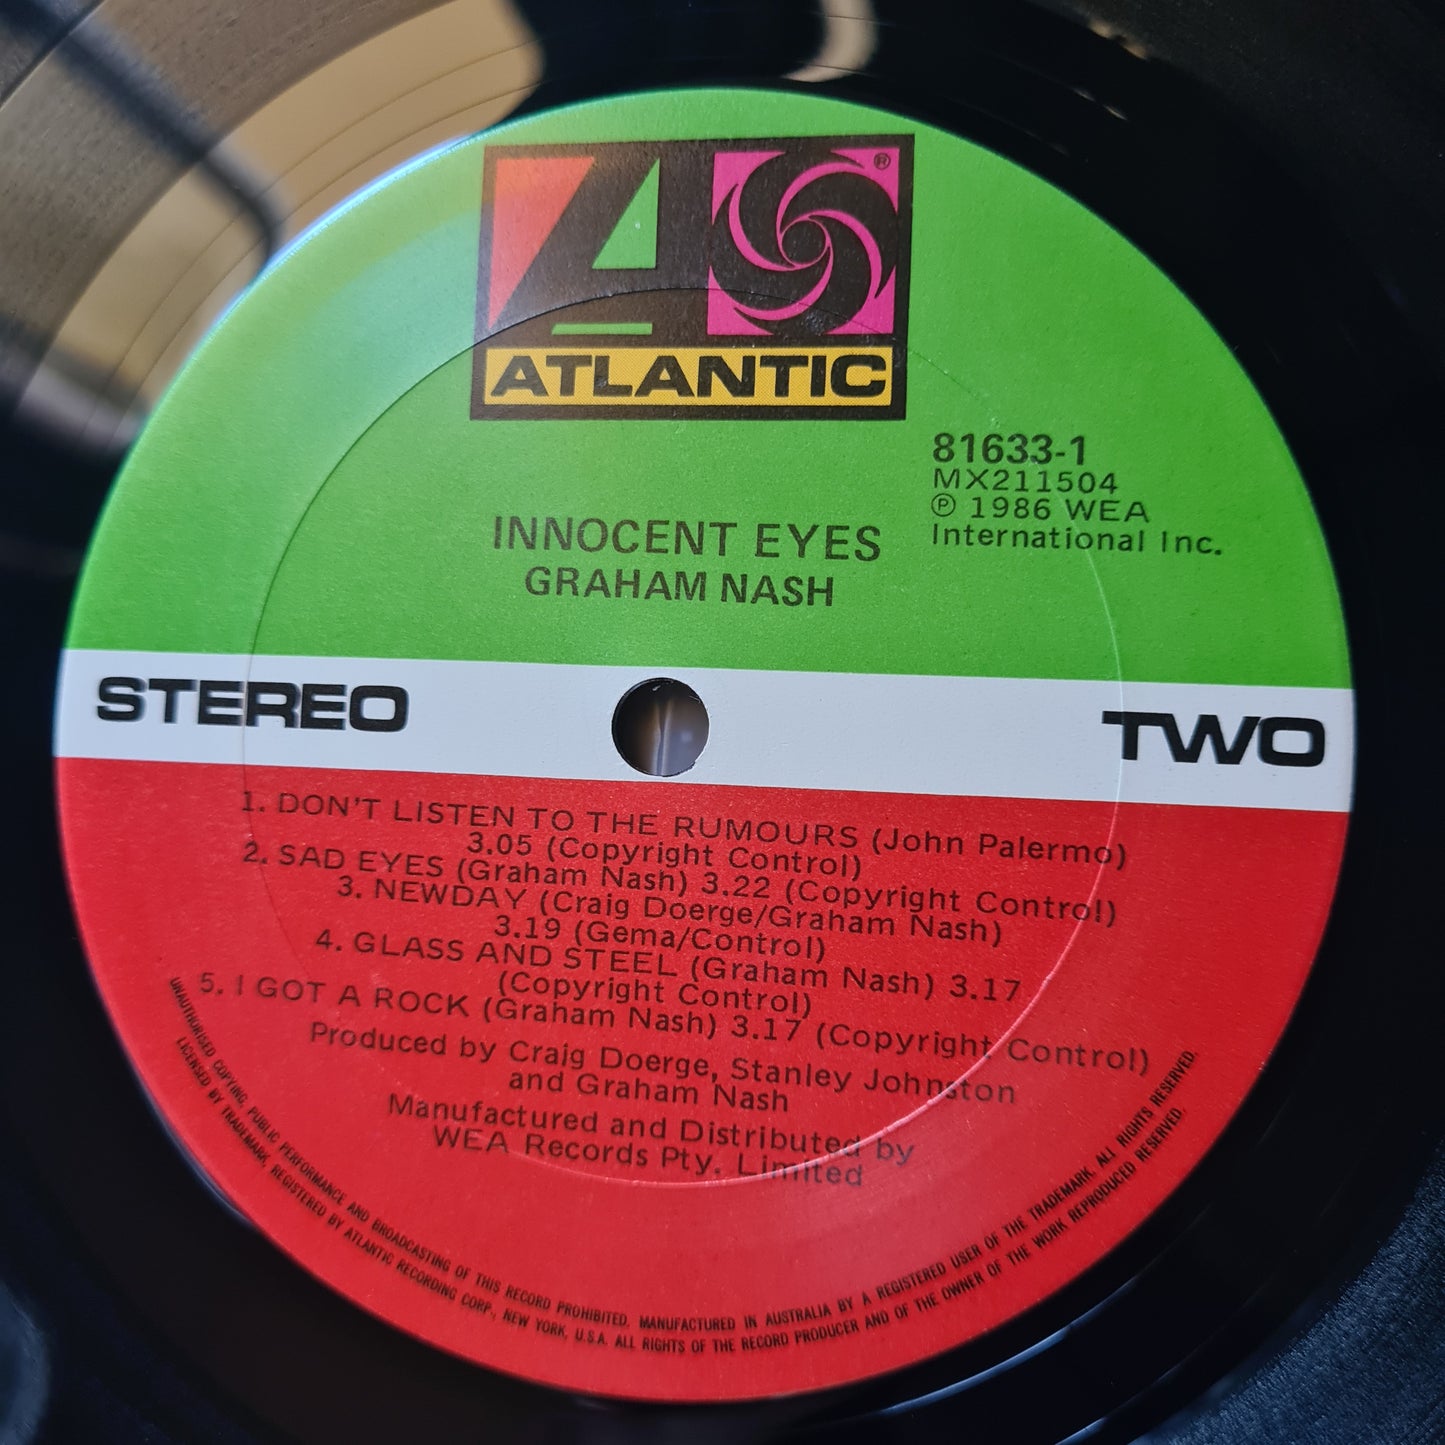 ®
ATLANTIC
81633-1
MX211504
℗ 1986 WEA
International Inc.
INNOCENT EYES
GRAHAM NASH
STEREO
TWO
1. DON'T LISTEN TO THE RUMOURS (John Palermo)
3.05 (Copyright Control)
2. SAD EYES (Graham Nash) 3.22 (Copyright Control)
3. NEWDAY (Craig Doerge/Graham Nash)
3.19 (Gema/Control)
4. GLASS AND STEEL (Graham Nash) 3.17
(Copyright Control)
5. I GOT A ROCK (Graham Nash) 3.17 (Copyright Control)
Produced by Craig Doerge, Stanley Johnston
and Graham Nash
Manufactured and Distributed by
WEA Records Pty. Limited
UNAUTHORISED COPYING, PUBLIC PERFORMANCE AND BROADCASTING OF THIS RECORD PROHIBITED. MANUFACTURED IN AUSTRALIA BY A REGISTERED USER OF THE TRADEMARK. ALL RIGHTS RESERVED.
LICENSED BY TRADEMARK, REGISTERED BY ATLANTIC RECORDING CORP., NEW YORK, U.S.A. ALL RIGHTS OF THE RECORD PRODUCER AND OF THE OWNER OF THE WORK REPRODUCED RESERVED.